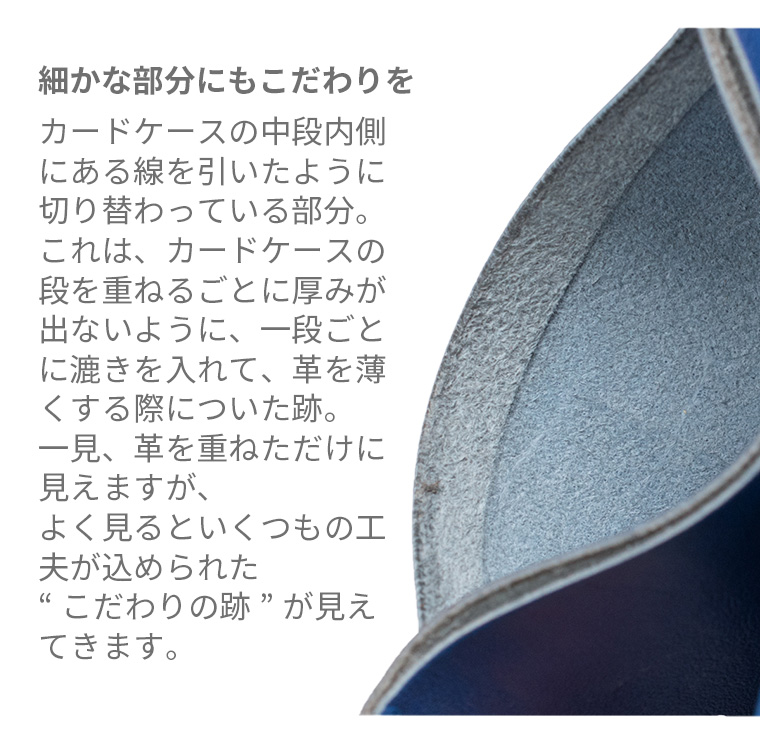 細かな部分にもこだわりを
カードケースの中段内側
にある線を引いたように
切り替わっている部分。
これは、カードケースの
段を重ねるごとに厚みが
出ないように、一段ごと
に漉きを入れて、革を薄
くする際についた跡。
一見、革を重ねただけに
見えますが、
よく見るといくつもの工
夫が込められた
“ こだわりの跡 ” が見え
てきます。